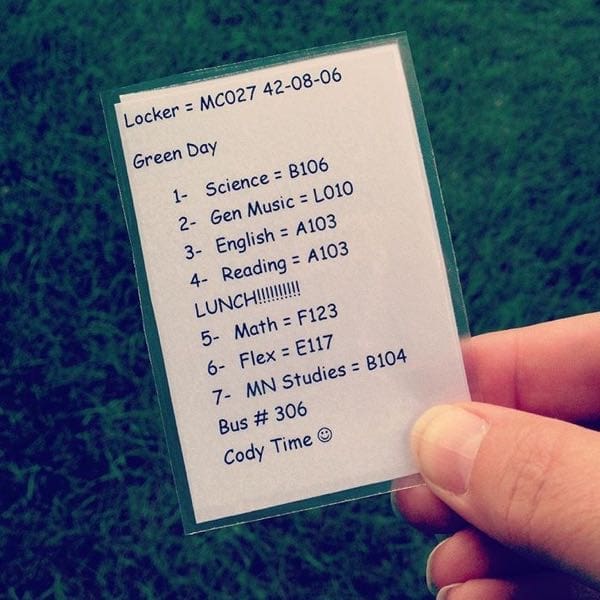 Locker = MC027 42-08-06
Green Day
1- Science = B106
2- Gen Music = L010
3- English = A103
4- Reading = A103
LUNCH!!!!!!!!!!
5- Math = F123
6- Flex = E117
7- MN Studies = B104
Bus # 306
Cody Time ☺